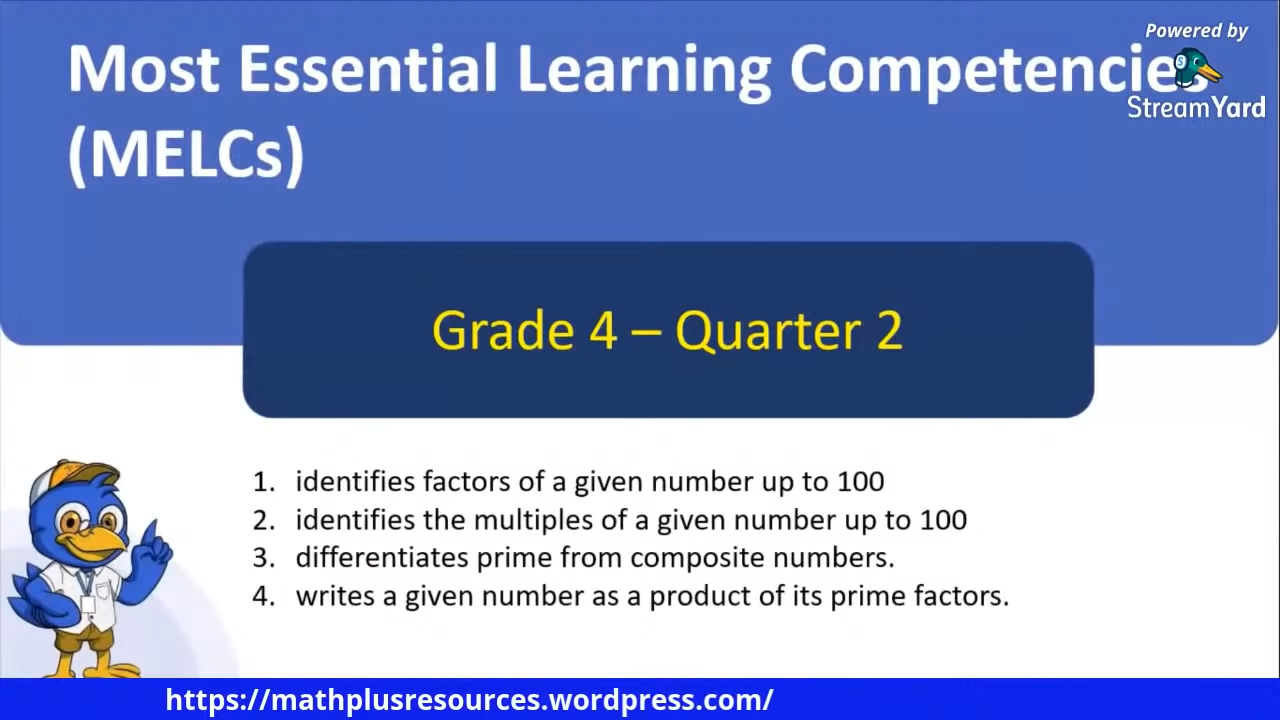 Powered by
StreamYard
Most Essential Learning Competencies
(MELCs)
Grade 4 – Quarter 2
1. identifies factors of a given number up to 100
2. identifies the multiples of a given number up to 100
3. differentiates prime from composite numbers.
4. writes a given number as a product of its prime factors.
https://mathplusresources.wordpress.com/